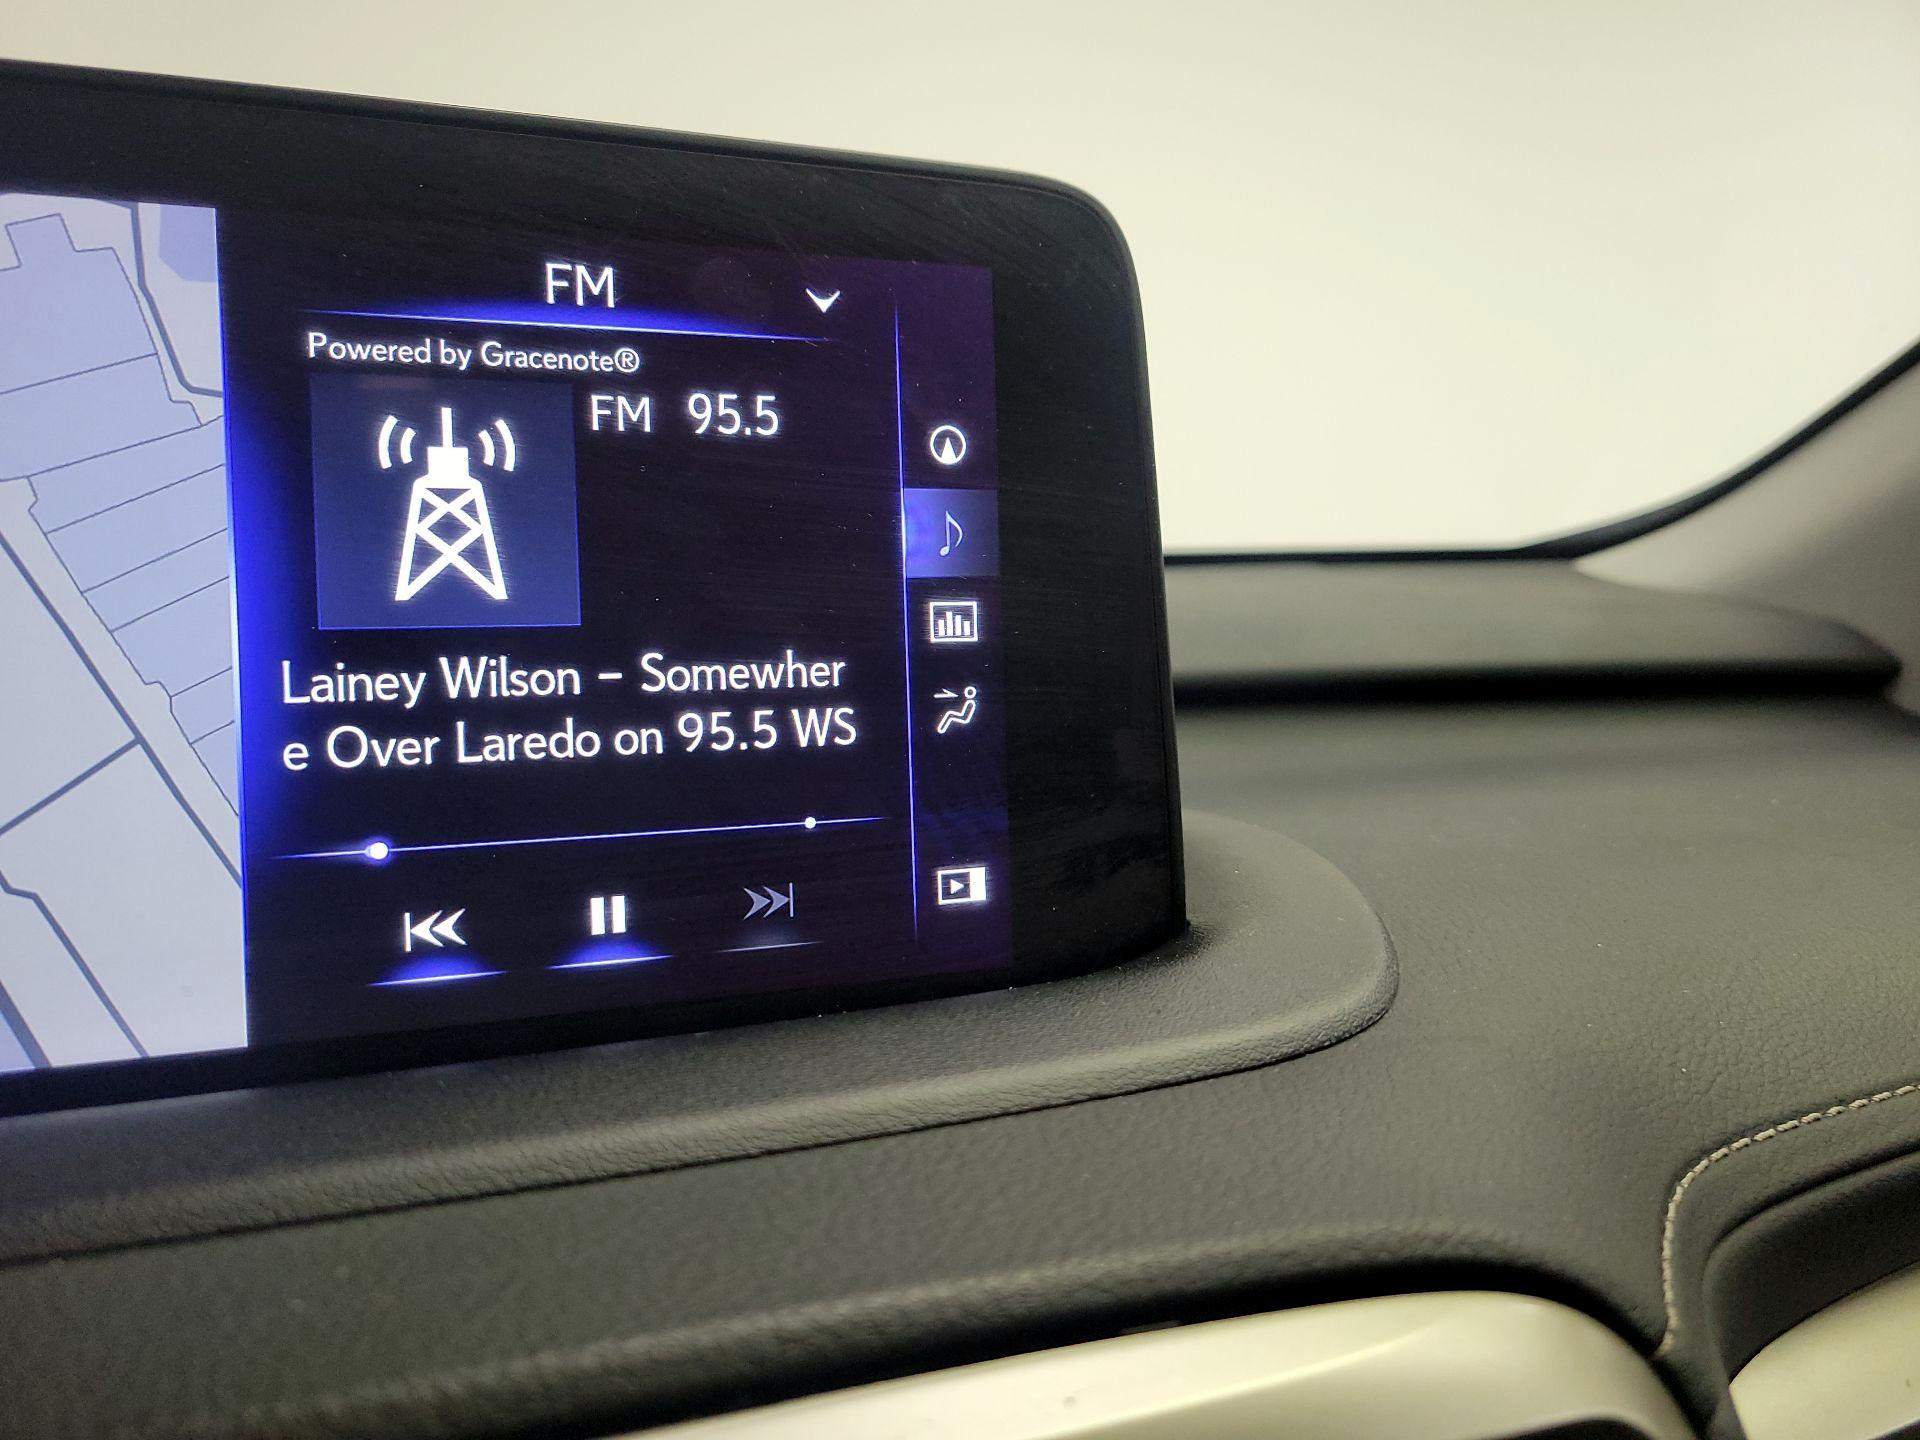 FM
Powered by Gracenote®
FM 95.5
Lainey Wilson – Somewher
e Over Laredo on 95.5 WS